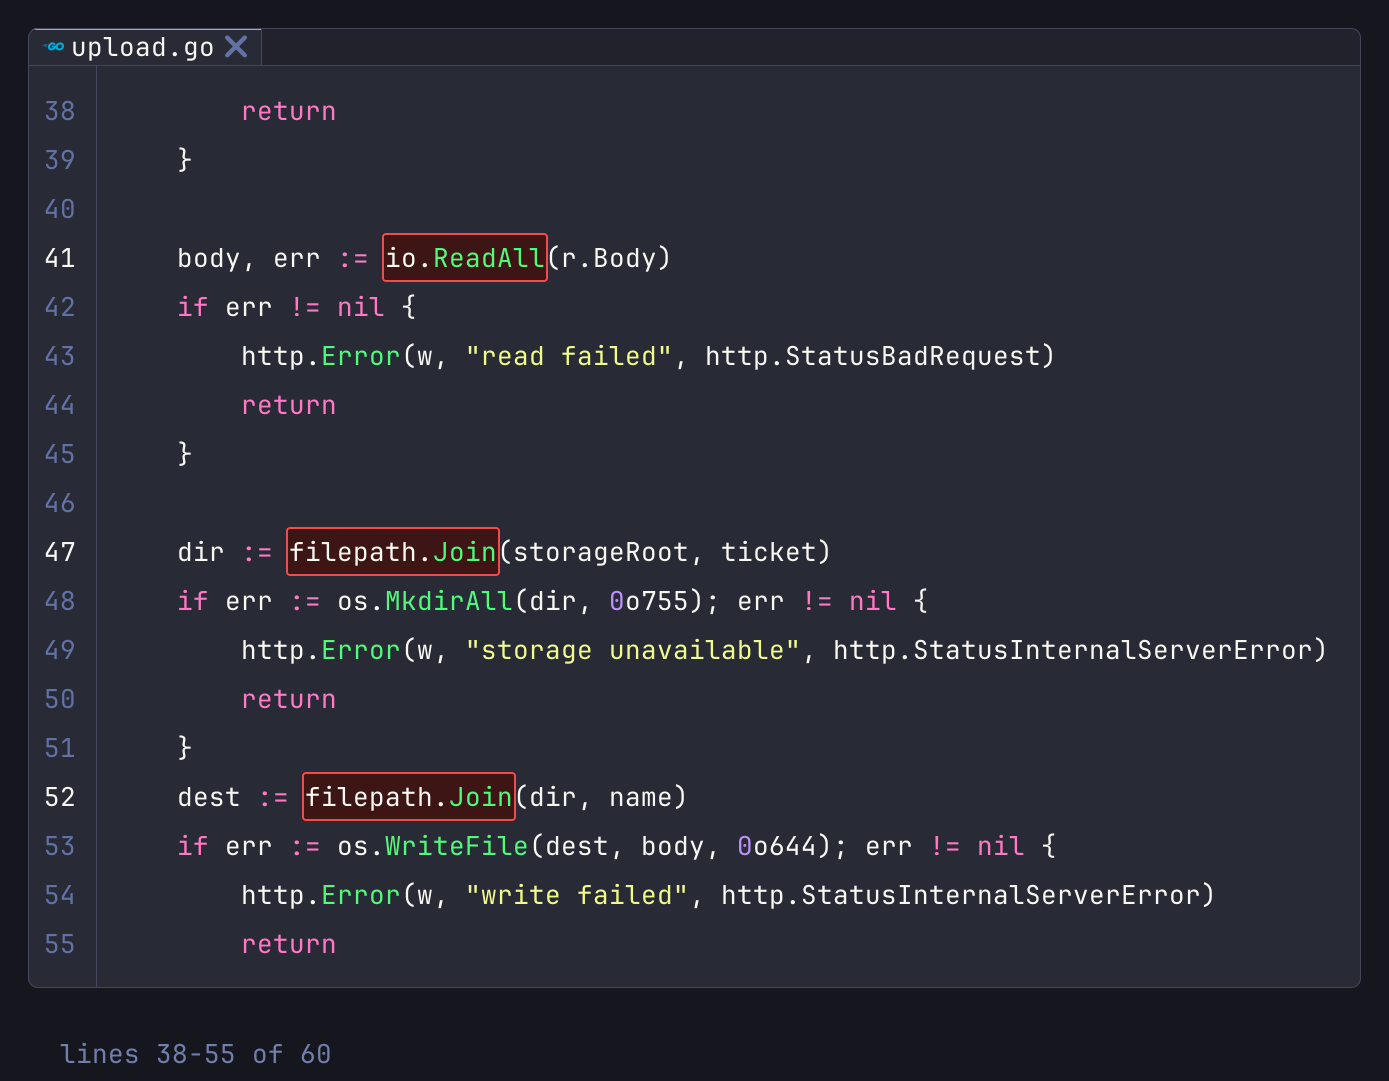 GO upload.go
38 return
39 }
40
41 body, err := io.ReadAll(r.Body)
42 if err != nil {
43 http.Error(w, "read failed", http.StatusBadRequest)
44 return
45 }
46
47 dir := filepath.Join(storageRoot, ticket)
48 if err := os.MkdirAll(dir, 0o755); err != nil {
49 http.Error(w, "storage unavailable", http.StatusInternalServerError)
50 return
51 }
52 dest := filepath.Join(dir, name)
53 if err := os.WriteFile(dest, body, 0o644); err != nil {
54 http.Error(w, "write failed", http.StatusInternalServerError)
55 return
lines 38-55 of 60